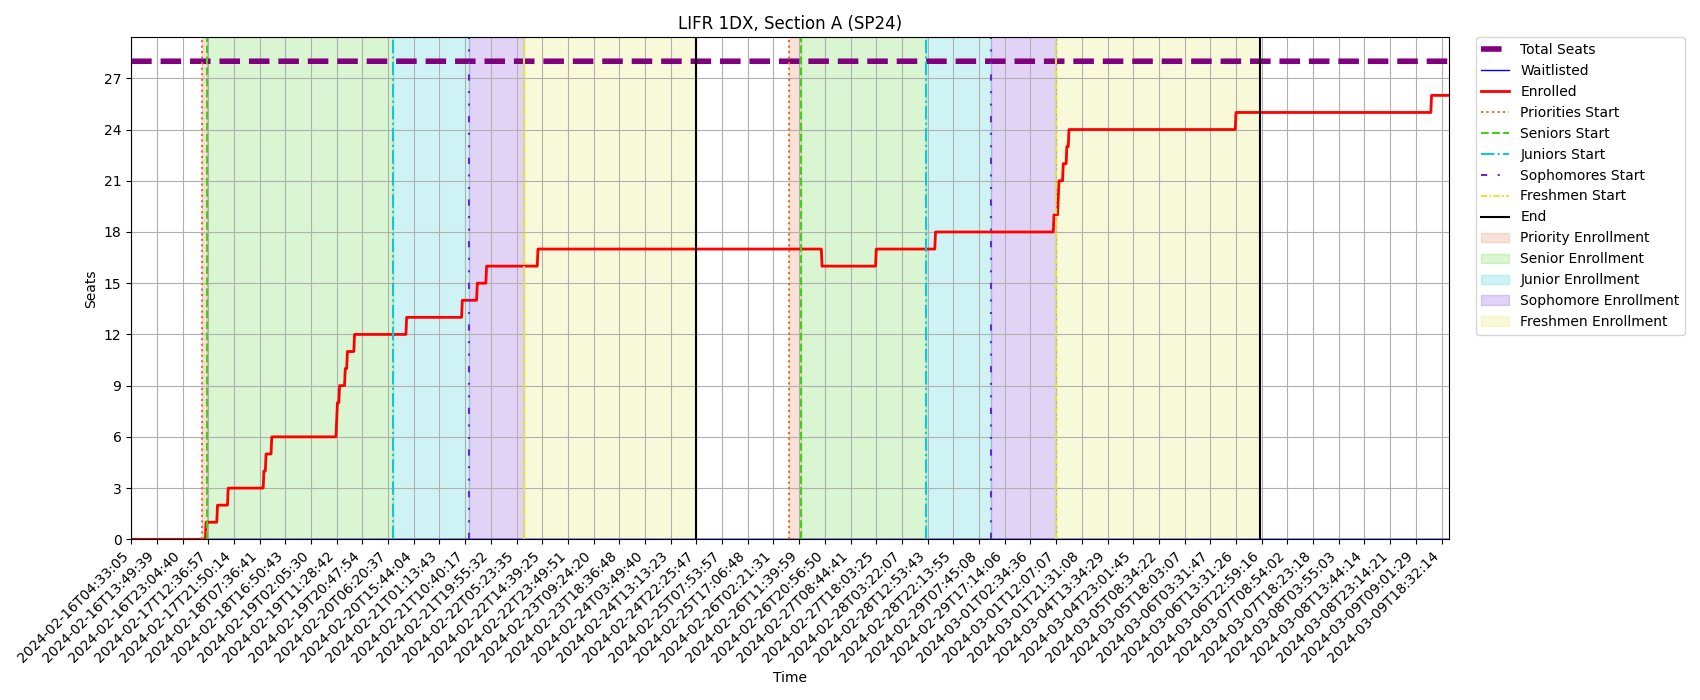 LIFR 1DX, Section A (SP24)
Total Seats
Waitlisted
Enrolled
Priorities Start
Seniors Start
Juniors Start
Sophomores Start
Freshmen Start
End
Priority Enrollment
Senior Enrollment
Junior Enrollment
Sophomore Enrollment
Freshmen Enrollment
Seats
27
24
21
18
15
12
9
6
3
0
2024-02-16T04:33:05
2024-02-16T13:49:39
2024-02-16T23:04:40
2024-02-17T12:36:57
2024-02-17T21:50:14
2024-02-18T07:36:41
2024-02-18T16:50:43
2024-02-19T02:05:30
2024-02-19T11:28:42
2024-02-19T20:47:54
2024-02-20T06:20:37
2024-02-20T15:44:04
2024-02-21T01:13:43
2024-02-21T10:40:17
2024-02-21T19:55:32
2024-02-22T05:23:35
2024-02-22T14:39:25
2024-02-22T23:49:51
2024-02-23T09:24:20
2024-02-23T18:36:48
2024-02-24T03:49:40
2024-02-24T13:13:23
2024-02-24T22:25:47
2024-02-25T07:53:57
2024-02-25T17:06:48
2024-02-26T02:21:31
2024-02-26T11:39:59
2024-02-26T20:56:50
2024-02-27T08:44:41
2024-02-27T18:03:25
2024-02-28T03:22:07
2024-02-28T12:53:43
2024-02-28T22:13:55
2024-02-29T07:45:08
2024-02-29T17:14:06
2024-03-01T02:34:36
2024-03-01T12:07:07
2024-03-01T21:31:08
2024-03-04T13:34:29
2024-03-04T23:01:45
2024-03-05T08:34:22
2024-03-05T18:03:07
2024-03-06T03:31:47
2024-03-06T13:31:26
2024-03-06T22:59:16
2024-03-07T08:54:02
2024-03-07T18:23:18
2024-03-08T03:55:03
2024-03-08T13:44:14
2024-03-08T23:14:21
2024-03-09T09:01:29
2024-03-09T18:32:14
Time